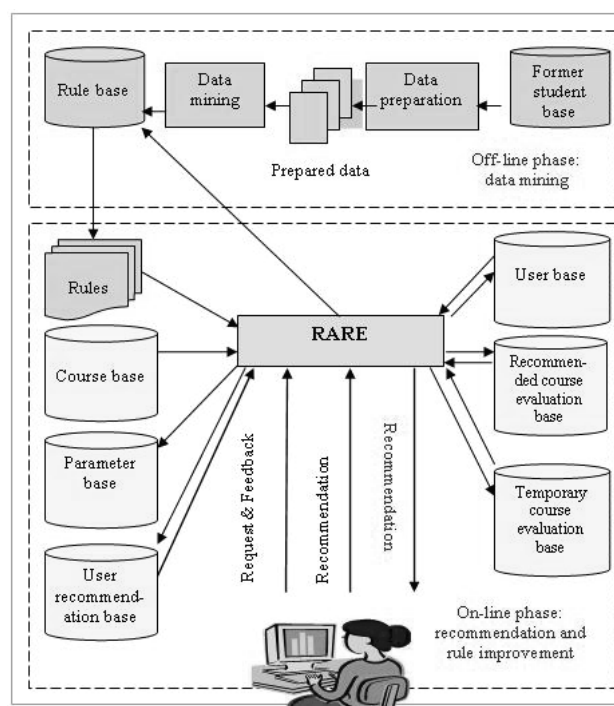 Rule base
Data
mining
Data
preparation
Former
student
base
Prepared data
Off-line phase:
data mining
Rules
RARE
User base
Course base
Recommen-
ded course
evaluation
base
Parameter
base
Request & Feedback
Recommendation
Recommendation
Temporary
course
evaluation
base
User
recommend-
ation base
On-line phase:
recommendation and
rule improvement